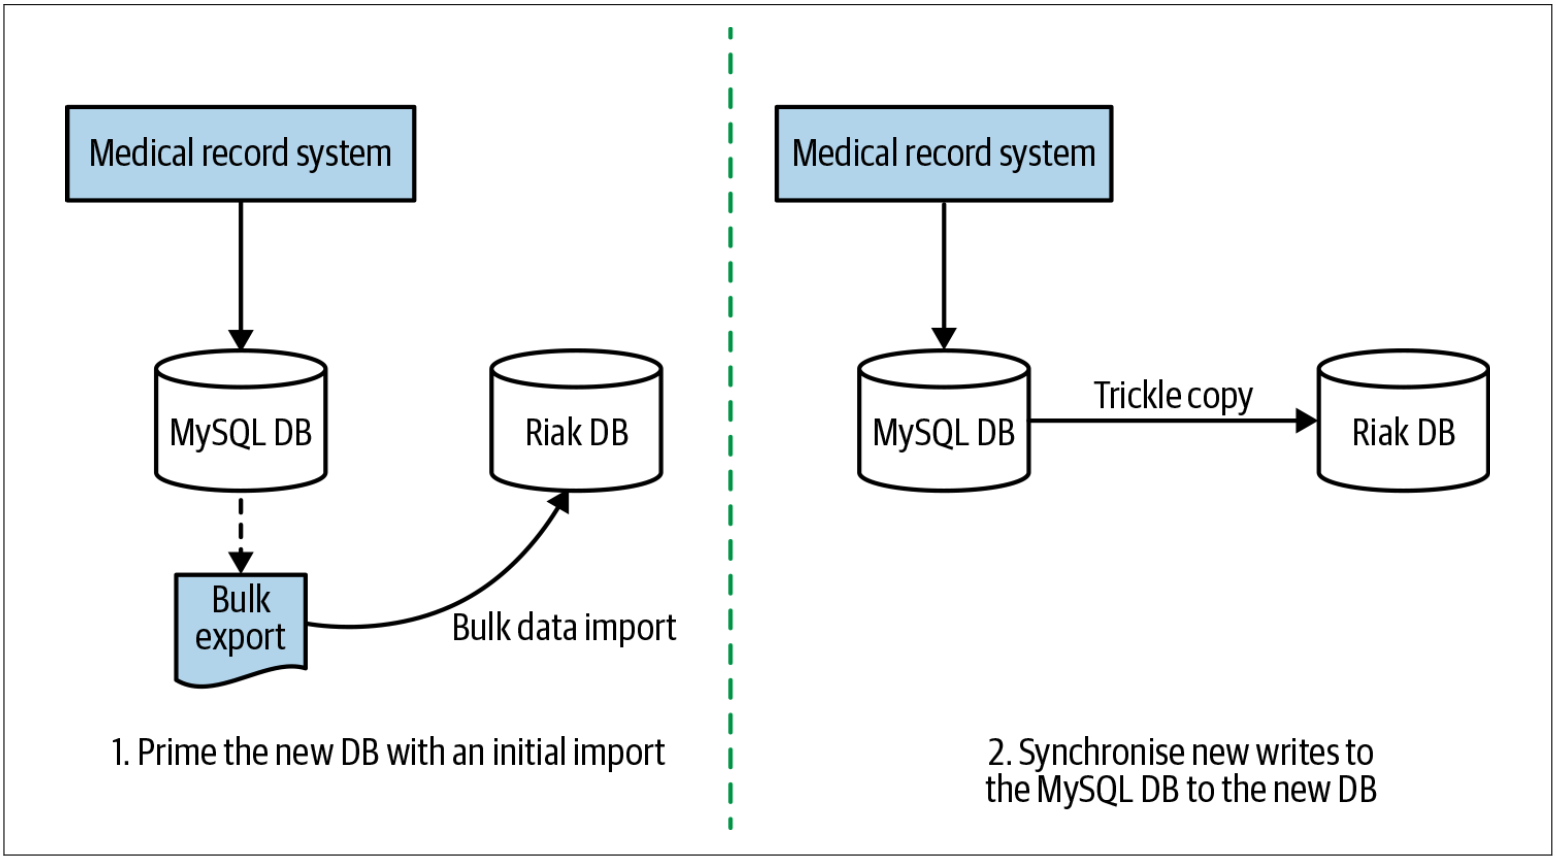 Medical record system
MySQL DB
Riak DB
Bulk
export
Bulk data import
1. Prime the new DB with an initial import
Medical record system
MySQL DB
Trickle copy
Riak DB
2. Synchronise new writes to
the MySQL DB to the new DB